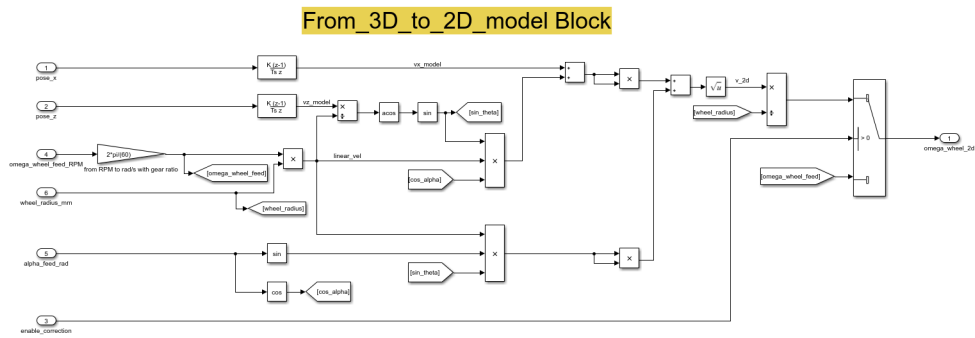 From_3D_to_2D_model Block
1
pose_x
K (z-1)
Ts z
vx_model
+
+
×
+
+
√u
v_2d
×
÷
[wheel_radius]
2
pose_z
K (z-1)
Ts z
vz_model
×
÷
acos
sin
[sin_theta]
> 0
1
omega_wheel_2d
4
omega_wheel_feed_RPM
2*pi/(60)
from RPM to rad/s with gear ratio
×
linear_vel
×
[omega_wheel_feed]
[cos_alpha]
[omega_wheel_feed]
6
wheel_radius_mm
[wheel_radius]
5
alpha_feed_rad
sin
×
×
[sin_theta]
cos
[cos_alpha]
3
enable_correction